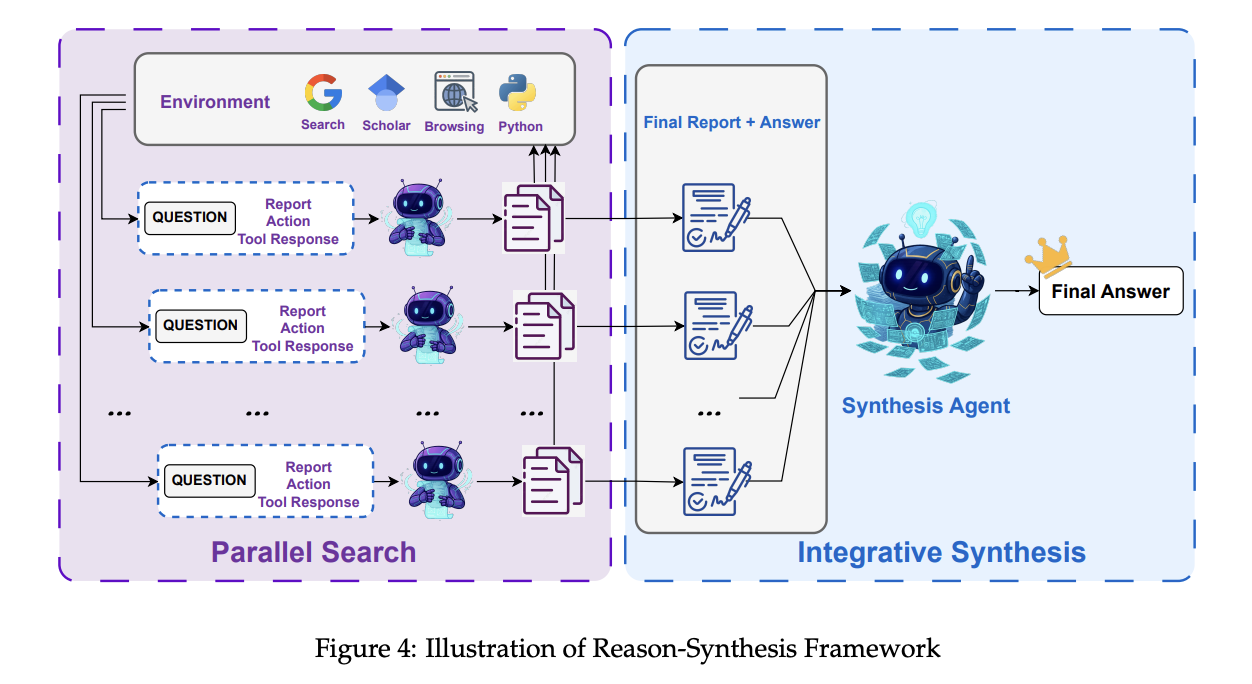 Environment
Search
Scholar
Browsing
Python
Final Report + Answer
QUESTION
Report
Action
Tool Response
QUESTION
Report
Action
Tool Response
...
...
...
...
...
QUESTION
Report
Action
Tool Response
Synthesis Agent
Final Answer
Parallel Search
Integrative Synthesis
Figure 4: Illustration of Reason-Synthesis Framework